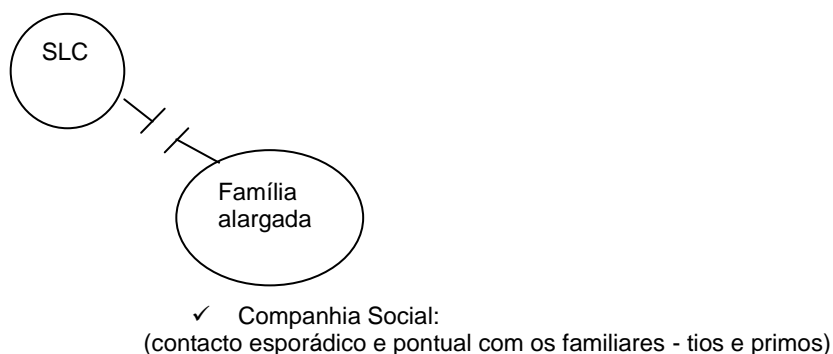 SLC
Família
alargada
✓ Companhia Social:
(contacto esporádico e pontual com os familiares - tios e primos)